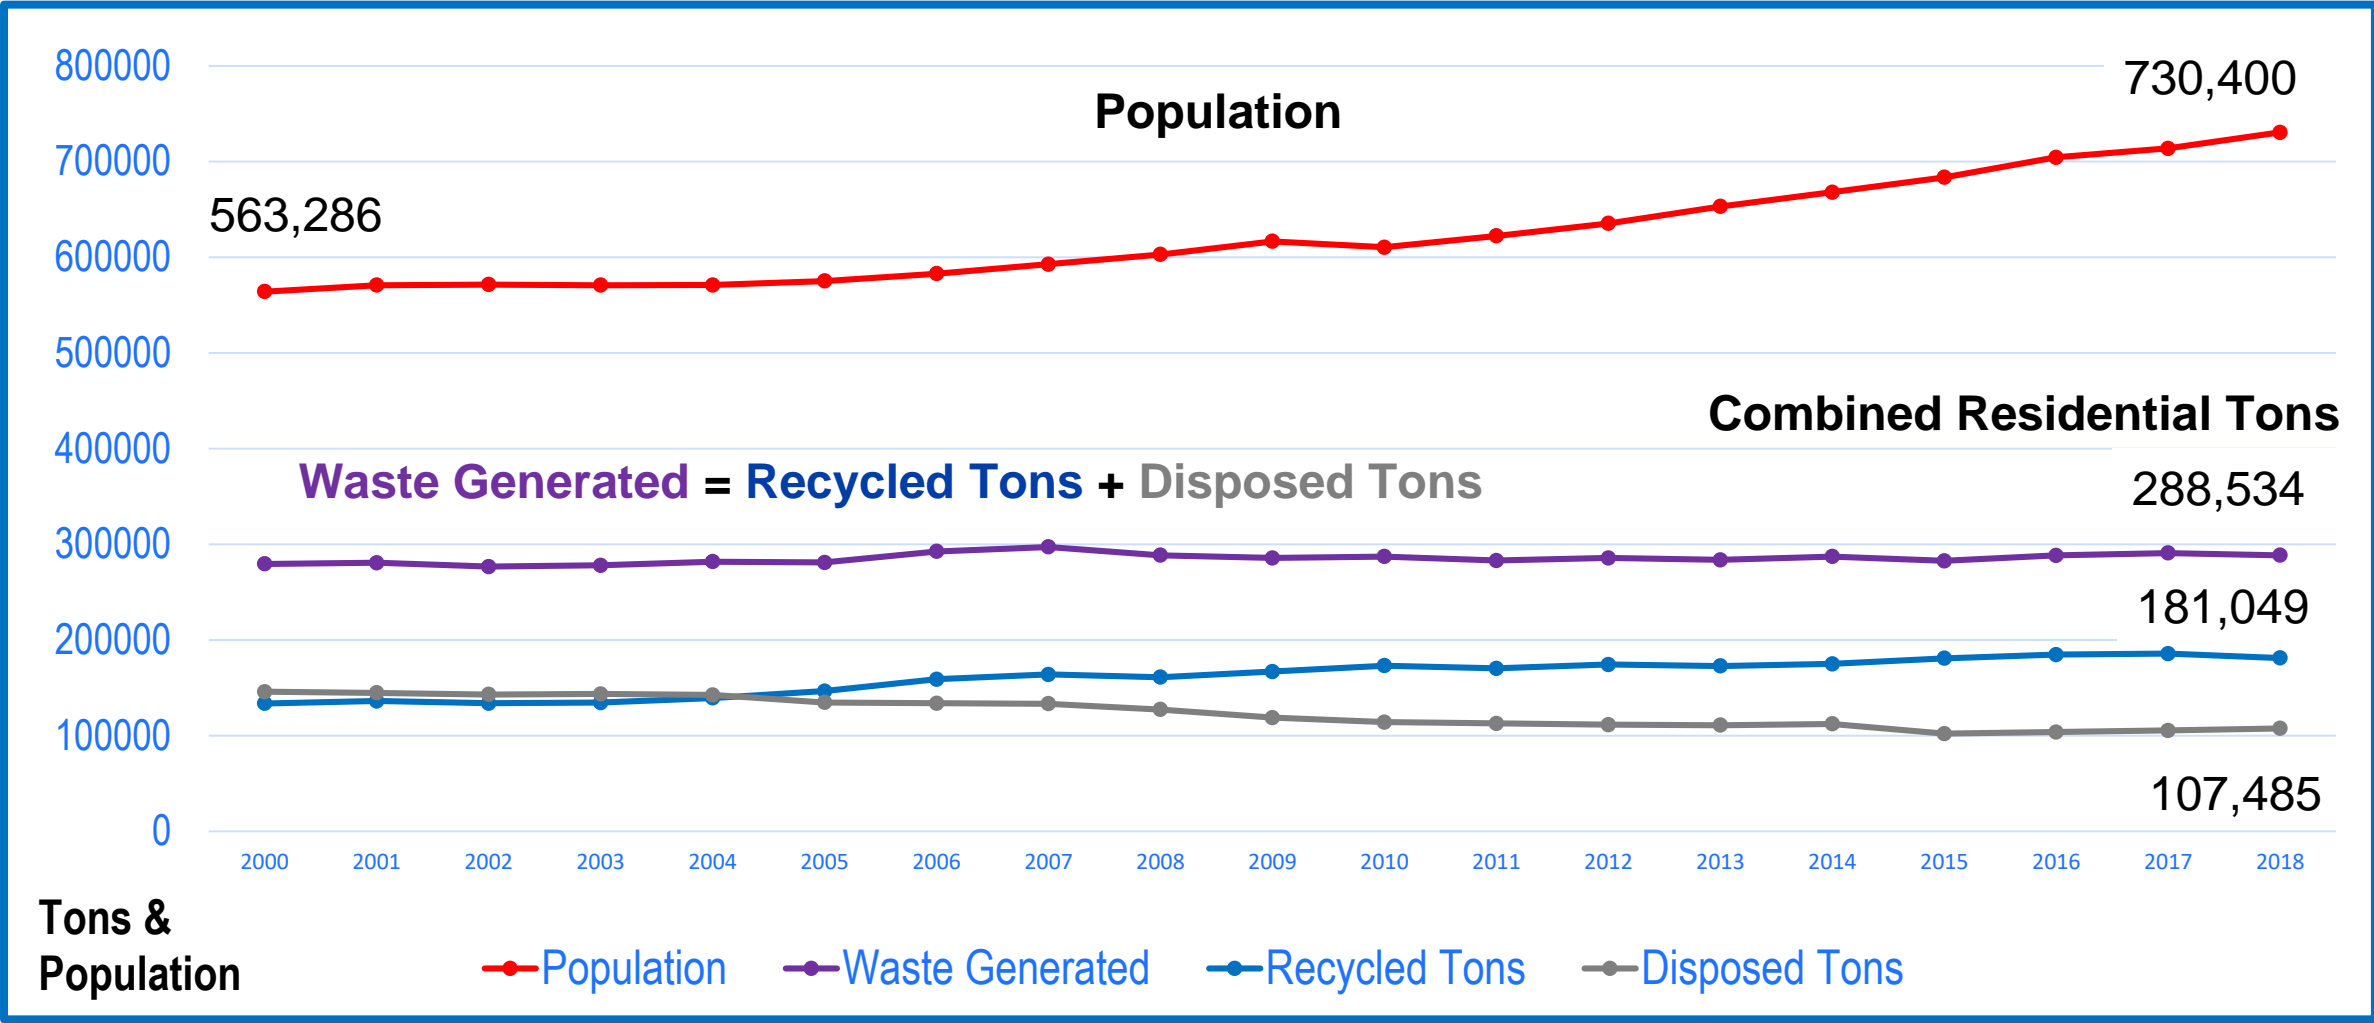 800000
730,400
Population
700000
563,286
600000
500000
Combined Residential Tons
400000
Waste Generated = Recycled Tons + Disposed Tons
288,534
300000
181,049
200000
100000
107,485
0
2000 2001 2002 2003 2004 2005 2006 2007 2008 2009 2010 2011 2012 2013 2014 2015 2016 2017 2018
Tons &
Population
Population Waste Generated Recycled Tons Disposed Tons